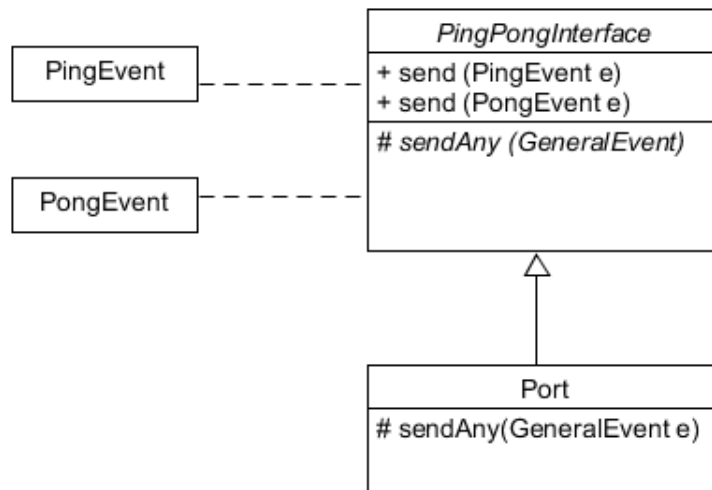 PingPongInterface
PingEvent
+ send (PingEvent e)
+ send (PongEvent e)
# sendAny (GeneralEvent)
PongEvent
Port
# sendAny(GeneralEvent e)